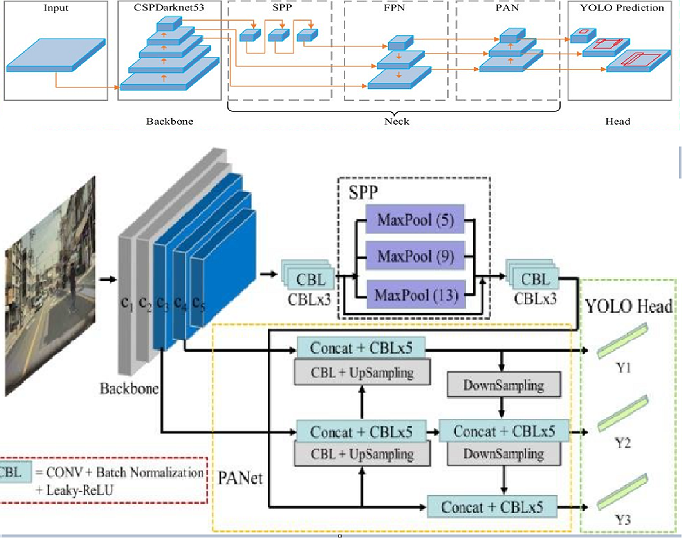 Input
CSPDarknet53
SPP
FPN
PAN
YOLO Prediction
Backbone
Neck
Head
SPP
MaxPool (5)
MaxPool (9)
MaxPool (13)
CBL
CBLx3
CBL
CBLx3
C1 C2 C3 C4 C5
Backbone
YOLO Head
Concat + CBLx5
CBL + UpSampling
DownSampling
Y1
Concat + CBLx5
CBL + UpSampling
Concat + CBLx5
DownSampling
Y2
PANet
Concat + CBLx5
Y3
CBL = CONV + Batch Normalization
+ Leaky-ReLU